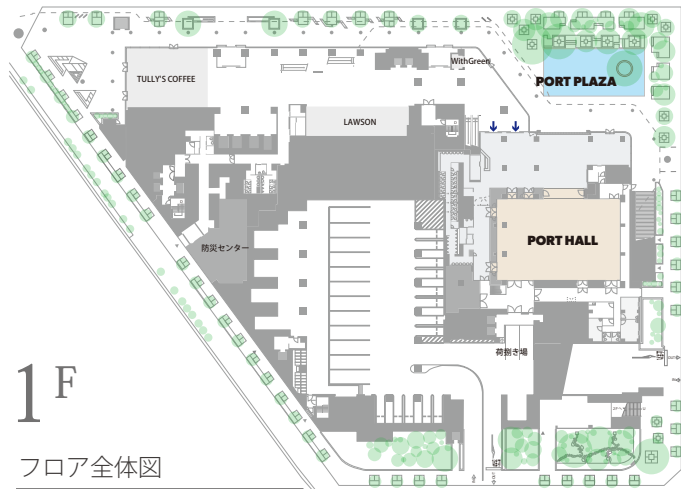 WithGreen
TULLY'S COFFEE
PORT PLAZA
LAWSON
PORT HALL
防災センター
荷捌き場
1F
フロア全体図